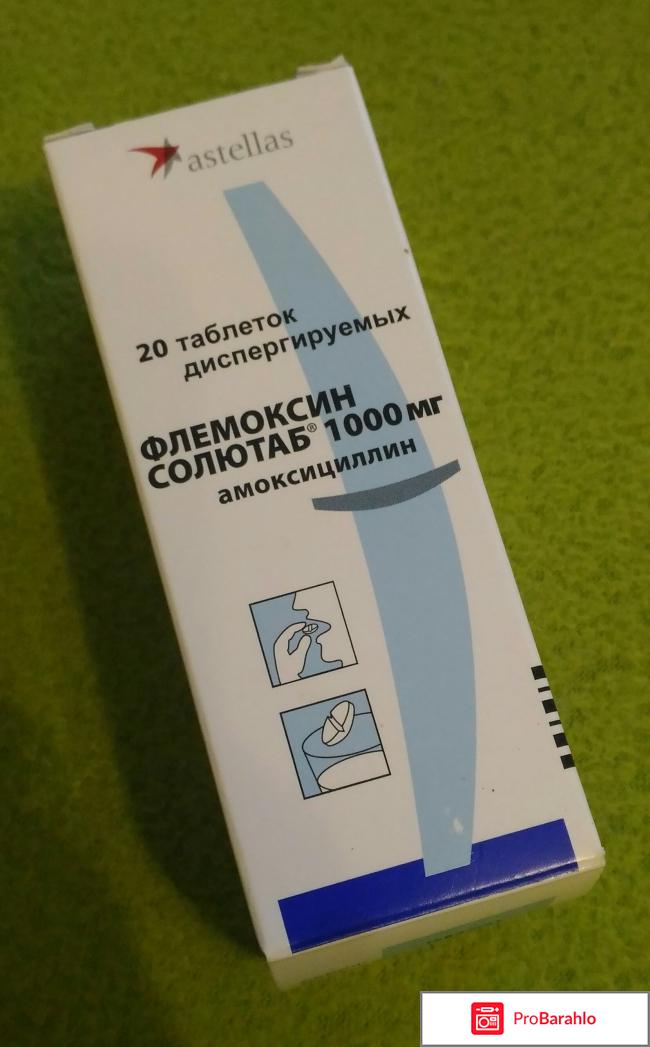 astellas
20 таблеток
диспергируемых
ФЛЕМОКСИН
СОЛЮТАБ® 1000 мг
амоксициллин
ProBarahlo